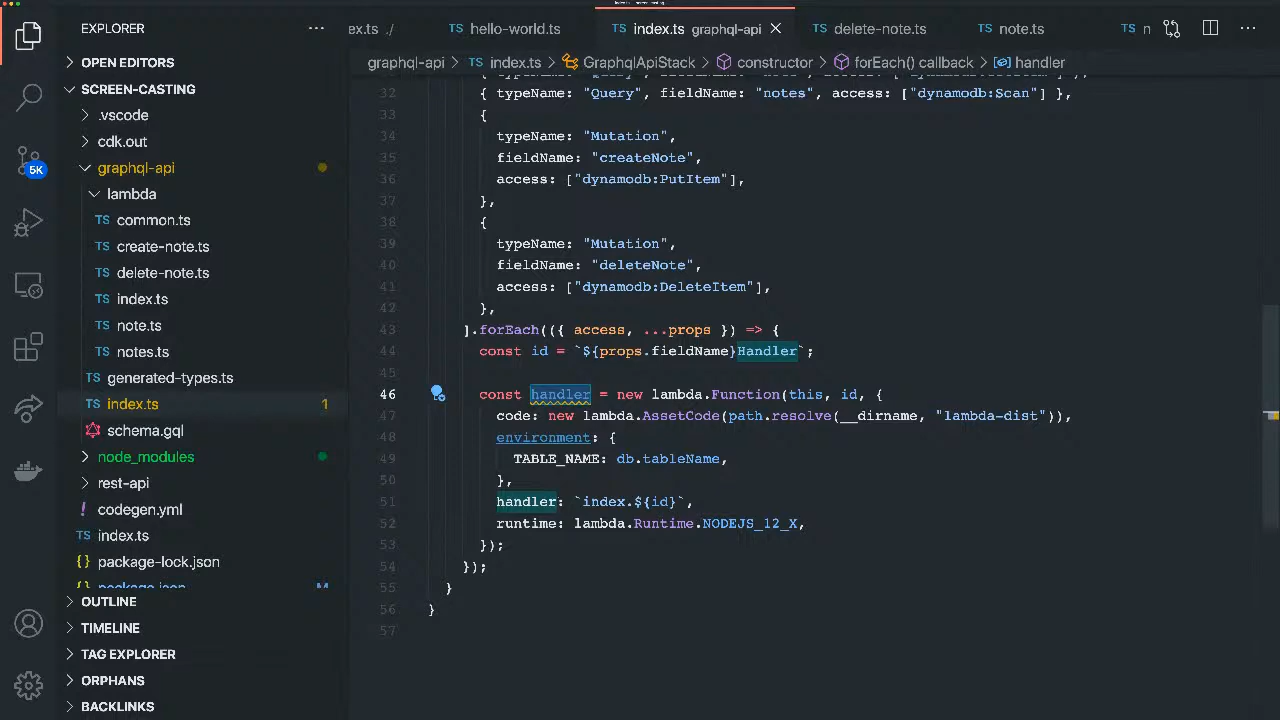 EXPLORER
OPEN EDITORS
SCREEN-CASTING
.vscode
cdk.out
graphql-api
lambda
TS common.ts
TS create-note.ts
TS delete-note.ts
TS index.ts
TS note.ts
TS notes.ts
TS generated-types.ts
TS index.ts 1
schema.gql
node_modules
rest-api
! codegen.yml
TS index.ts
{} package-lock.json
{} package.json M
OUTLINE
TIMELINE
TAG EXPLORER
ORPHANS
BACKLINKS
5K
ex.ts ./ TS hello-world.ts TS index.ts graphql-api TS delete-note.ts TS note.ts TS n
graphql-api > TS index.ts > GraphqlApiStack > constructor > forEach() callback > handler
32 { typeName: "Query", fieldName: "notes", access: ["dynamodb:Scan"] },
33 {
34 typeName: "Mutation",
35 fieldName: "createNote",
36 access: ["dynamodb:PutItem"],
37 },
38 {
39 typeName: "Mutation",
40 fieldName: "deleteNote",
41 access: ["dynamodb:DeleteItem"],
42 },
43 ].forEach(({ access, ...props }) => {
44 const id = `${props.fieldName}Handler`;
45
46 const handler = new lambda.Function(this, id, {
47 code: new lambda.AssetCode(path.resolve(__dirname, "lambda-dist")),
48 environment: {
49 TABLE_NAME: db.tableName,
50 },
51 handler: `index.${id}`,
52 runtime: lambda.Runtime.NODEJS_12_X,
53 });
54 });
55 }
56 }
57